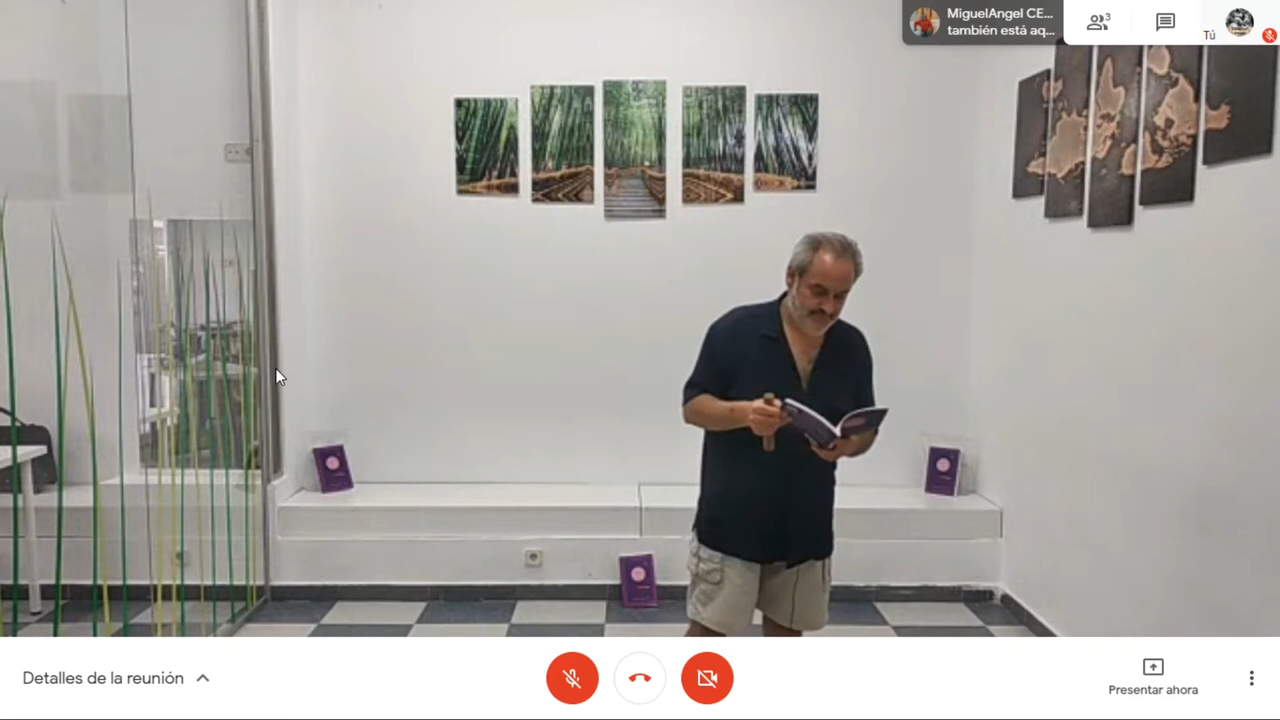 MiguelAngel CE...
también está aq...
3
Tú
Detalles de la reunión
Presentar ahora